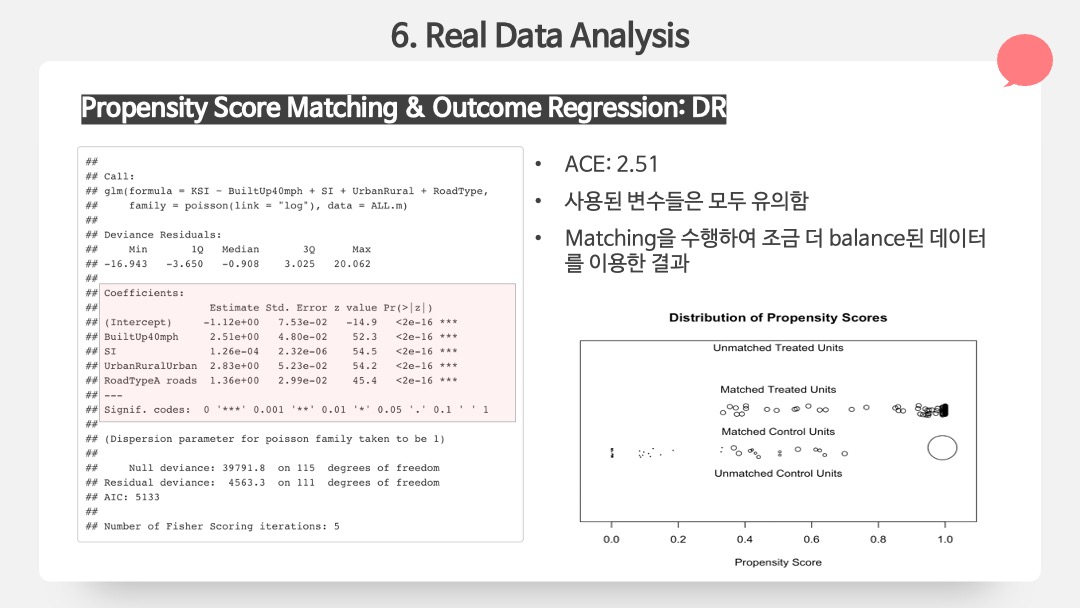 6. Real Data Analysis
Propensity Score Matching & Outcome Regression: DR
##
## Call:
## glm(formula = KSI ~ BuiltUp40mph + SI + UrbanRural + RoadType,
##     family = poisson(link = "log"), data = ALL.m)
##
## Deviance Residuals:
##     Min       1Q   Median       3Q      Max
## -16.943   -3.650   -0.908    3.025   20.062
##
## Coefficients:
##                  Estimate Std. Error z value Pr(>|z|)
## (Intercept)     -1.12e+00   7.53e-02   -14.9   <2e-16 ***
## BuiltUp40mph     2.51e+00   4.80e-02    52.3   <2e-16 ***
## SI               1.26e-04   2.32e-06    54.5   <2e-16 ***
## UrbanRuralUrban  2.83e+00   5.23e-02    54.2   <2e-16 ***
## RoadTypeA roads  1.36e+00   2.99e-02    45.4   <2e-16 ***
## ---
## Signif. codes:  0 '***' 0.001 '**' 0.01 '*' 0.05 '.' 0.1 ' ' 1
##
## (Dispersion parameter for poisson family taken to be 1)
##
##     Null deviance: 39791.8  on 115  degrees of freedom
## Residual deviance:  4563.3  on 111  degrees of freedom
## AIC: 5133
##
## Number of Fisher Scoring iterations: 5
• ACE: 2.51
• 사용된 변수들은 모두 유의함
• Matching을 수행하여 조금 더 balance된 데이터
를 이용한 결과
Distribution of Propensity Scores
Unmatched Treated Units
Matched Treated Units
Matched Control Units
Unmatched Control Units
0.0 0.2 0.4 0.6 0.8 1.0
Propensity Score